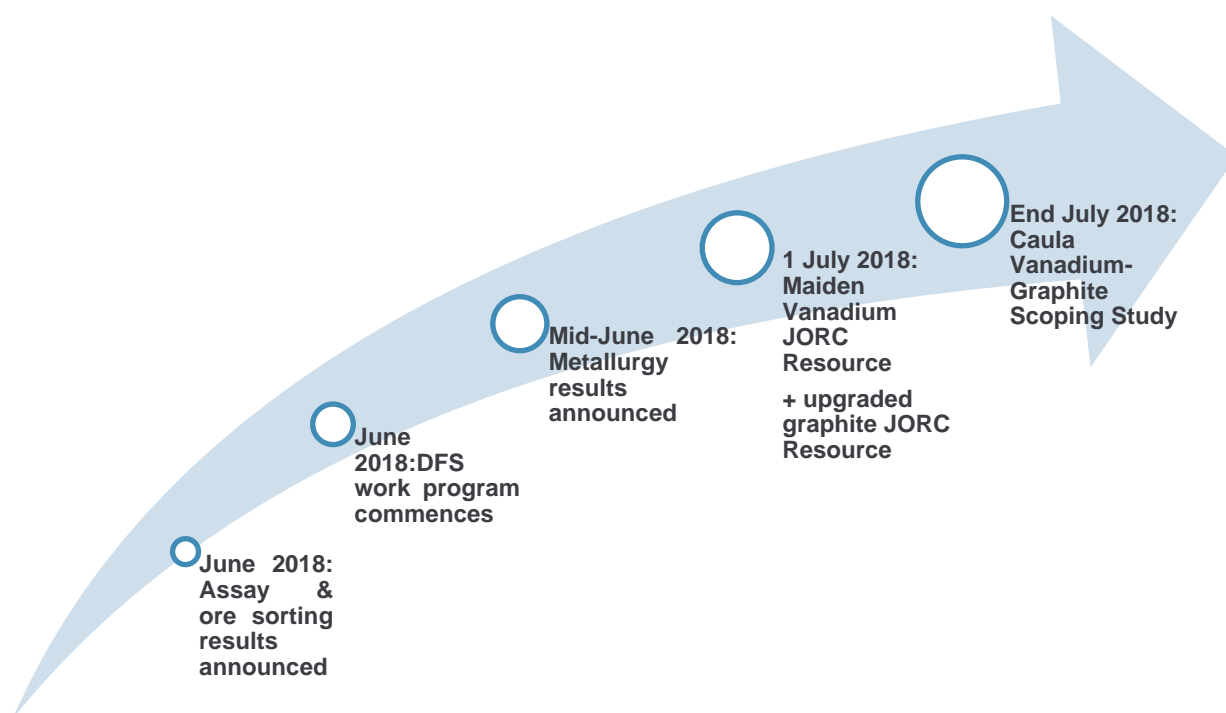 June 2018:
Assay &
ore sorting
results
announced
June
2018:DFS
work program
commences
Mid-June 2018:
Metallurgy
results
announced
1 July 2018:
Maiden
Vanadium
JORC
Resource
+ upgraded
graphite JORC
Resource
End July 2018:
Caula
Vanadium-
Graphite
Scoping Study